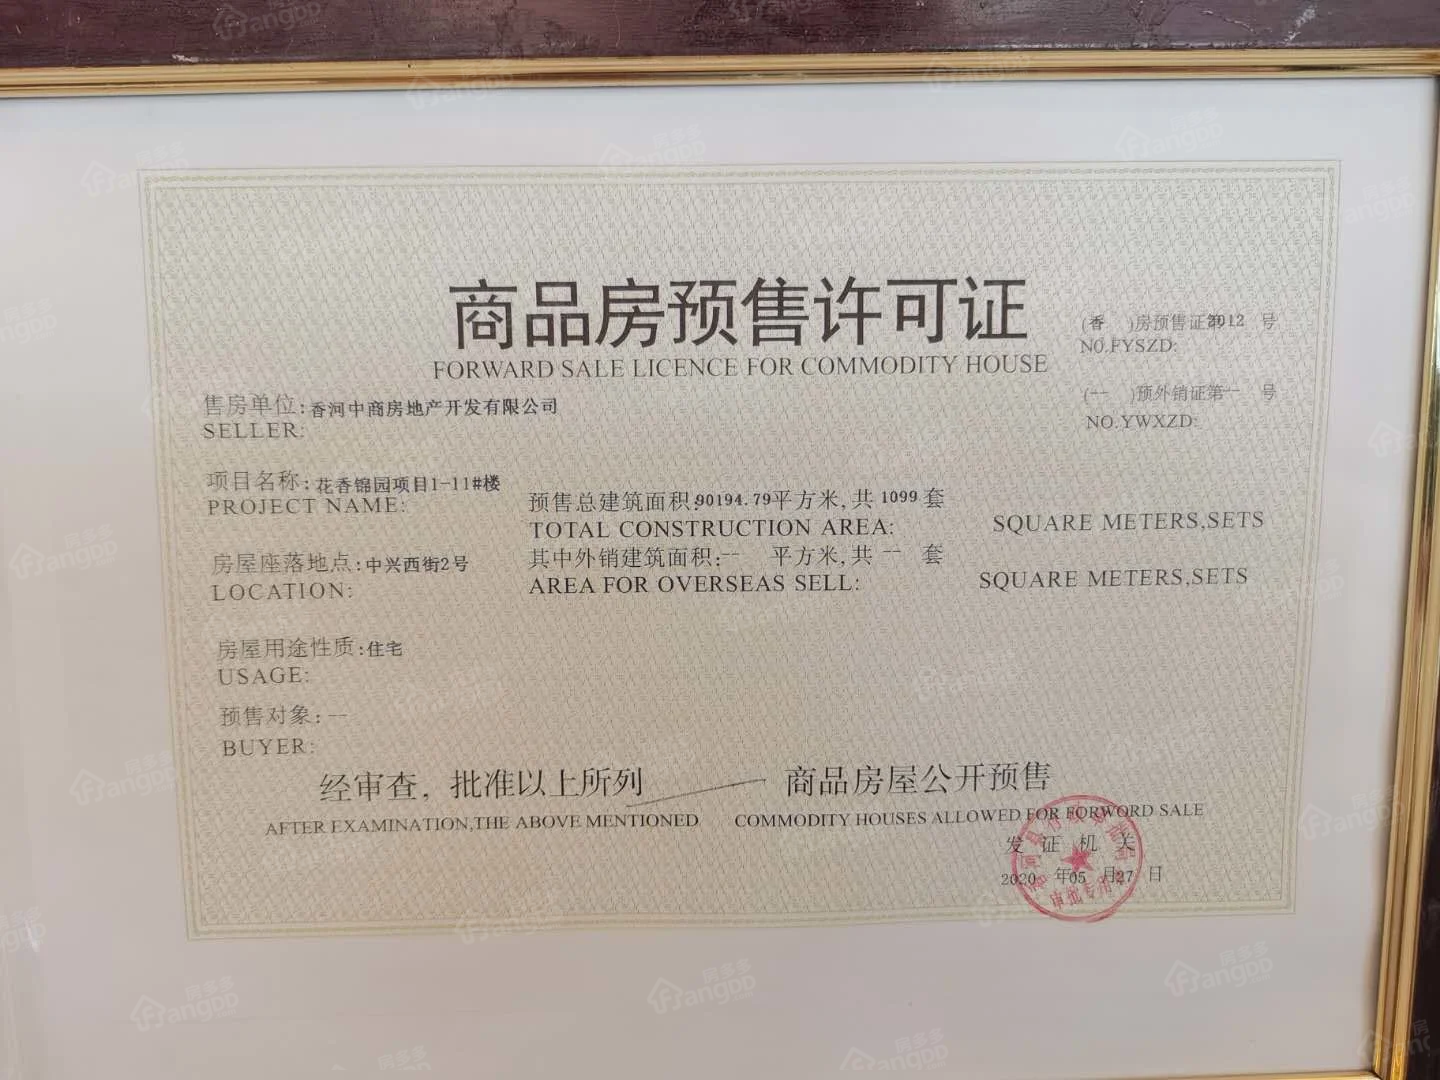 商品房预售许可证
FORWARD SALE LICENCE FOR COMMODITY HOUSE
(香 )房预售证第2012 号
NO.FYSZD:
(-- )预外销证第-- 号
NO.YWXZD:
售房单位:香河中商房地产开发有限公司
SELLER:
项目名称:花香锦园项目1-11#楼
PROJECT NAME:
预售总建筑面积:90194.79平方米,共 1099 套
TOTAL CONSTRUCTION AREA: SQUARE METERS,SETS
房屋座落地点:中兴西街2号
LOCATION:
其中外销建筑面积:-- 平方米,共 -- 套
AREA FOR OVERSEAS SELL: SQUARE METERS,SETS
房屋用途性质:住宅
USAGE:
预售对象:--
BUYER:
经审查，批准以上所列 商品房屋公开预售
AFTER EXAMINATION,THE ABOVE MENTIONED COMMODITY HOUSES ALLOWED FOR FORWORD SALE
发 证 机 关
2020 年05 月27 日
房多多
Fangdd